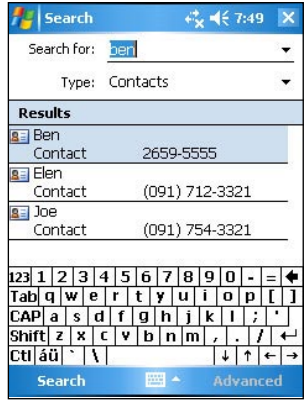 Search 7:49
Search for: ben
Type: Contacts
Results
Ben
Contact 2659-5555
Elen
Contact (091) 712-3321
Joe
Contact (091) 754-3321
123 1 2 3 4 5 6 7 8 9 0 - =
Tab q w e r t y u i o p [ ]
CAP a s d f g h j k l ; '
Shift z x c v b n m , . /
Ctl áü ` \
Search Advanced